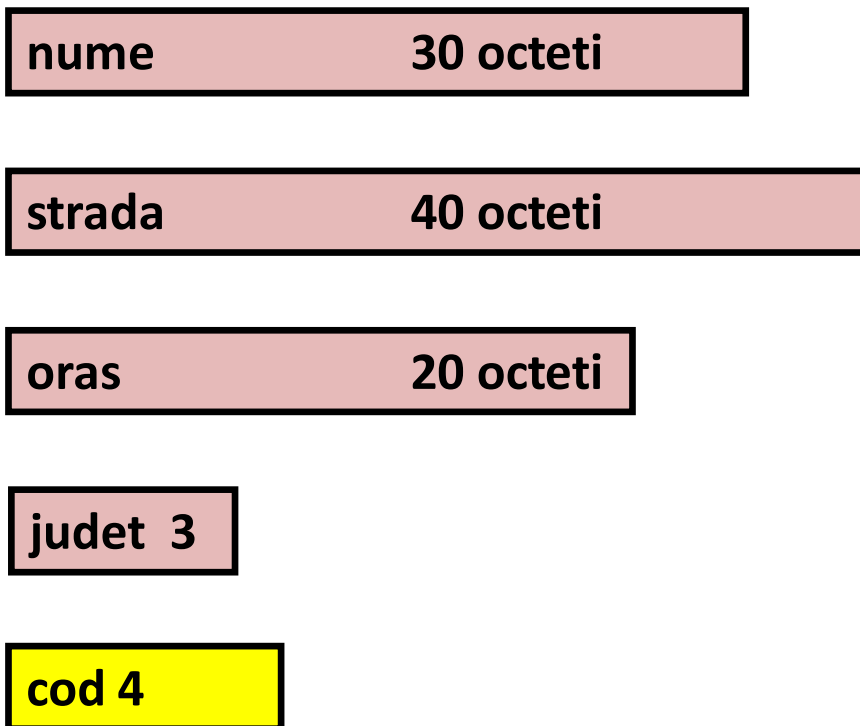 nume 30 octeti
strada 40 octeti
oras 20 octeti
judet 3
cod 4